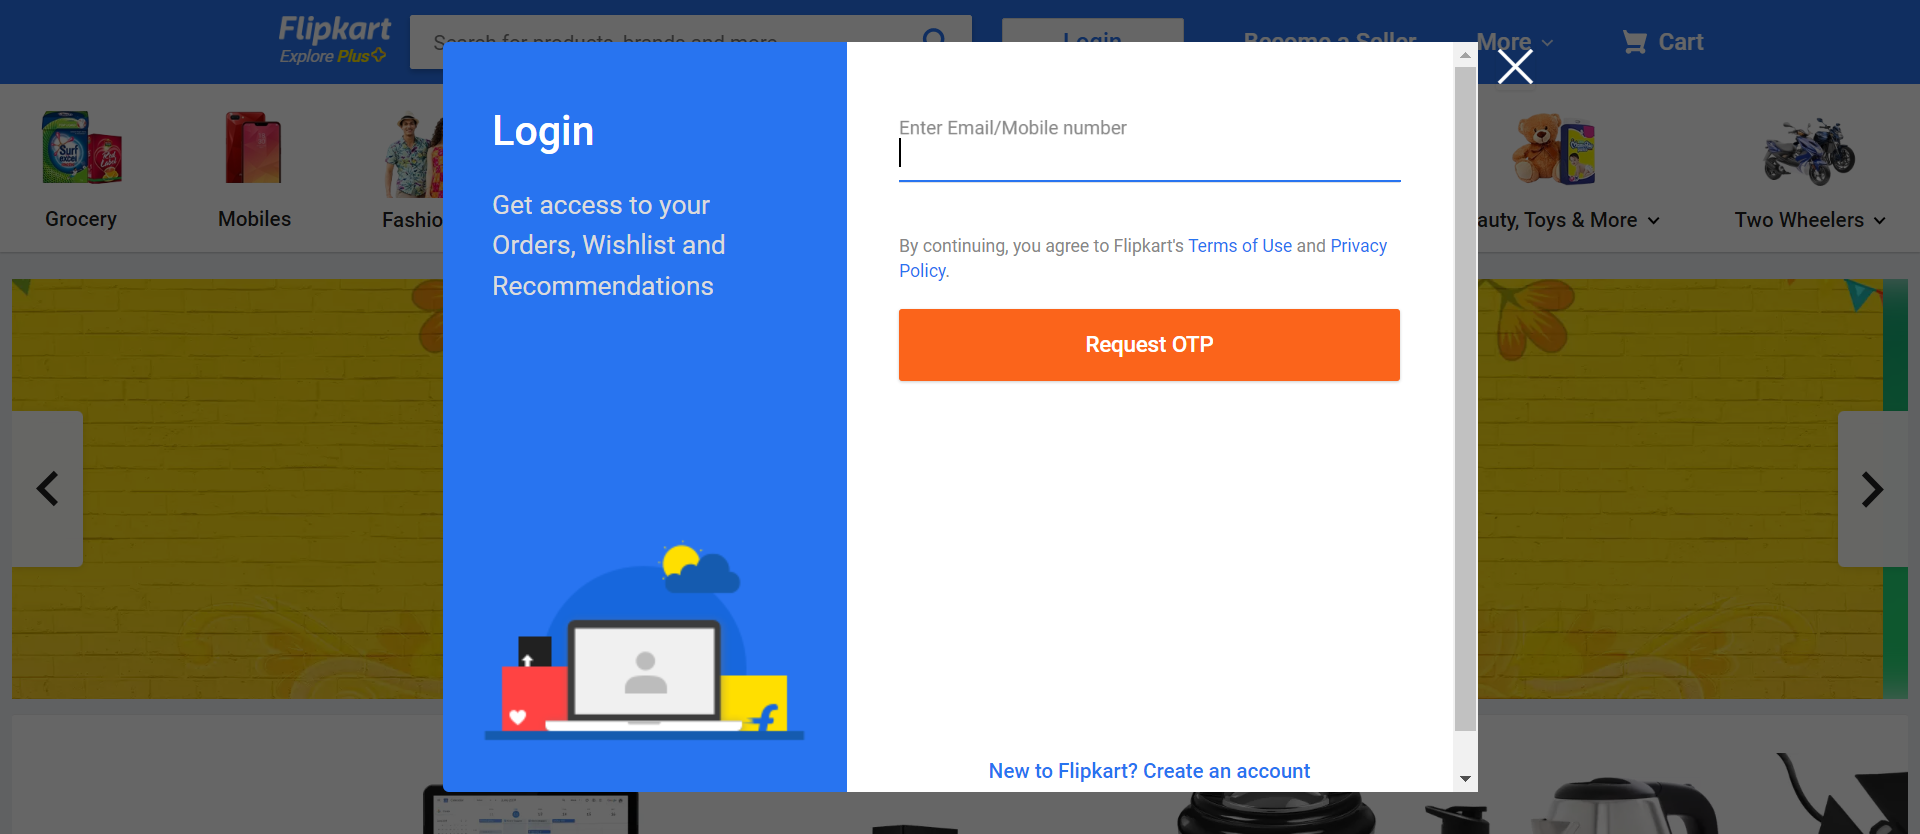 Flipkart
Explore Plus
Search for products, brands and more
Login
Become a Seller
More
Cart
Grocery
Mobiles
Fashio
auty, Toys & More
Two Wheelers
Login
Get access to your
Orders, Wishlist and
Recommendations
Enter Email/Mobile number
By continuing, you agree to Flipkart's Terms of Use and Privacy
Policy.
Request OTP
New to Flipkart? Create an account